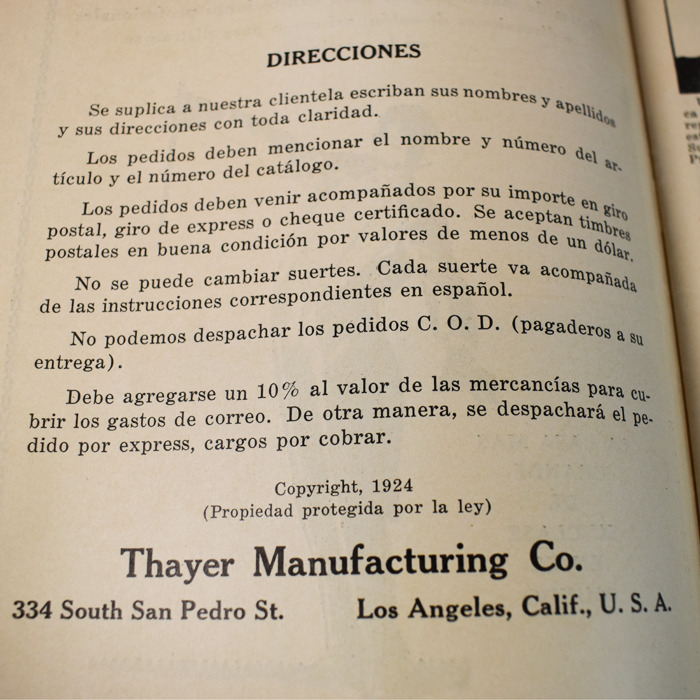 DIRECCIONES
Se suplica a nuestra clientela escriban sus nombres y apellidos
y sus direcciones con toda claridad.
Los pedidos deben mencionar el nombre y número del ar-
tículo y el número del catálogo.
Los pedidos deben venir acompañados por su importe en giro
postal, giro de express o cheque certificado. Se aceptan timbres
postales en buena condición por valores de menos de un dólar.
No se puede cambiar suertes. Cada suerte va acompañada
de las instrucciones correspondientes en español.
No podemos despachar los pedidos C. O. D. (pagaderos a su
entrega).
Debe agregarse un 10% al valor de las mercancías para cu-
brir los gastos de correo. De otra manera, se despachará el pe-
dido por express, cargos por cobrar.
Copyright, 1924
(Propiedad protegida por la ley)
Thayer Manufacturing Co.
334 South San Pedro St. Los Angeles, Calif., U. S. A.